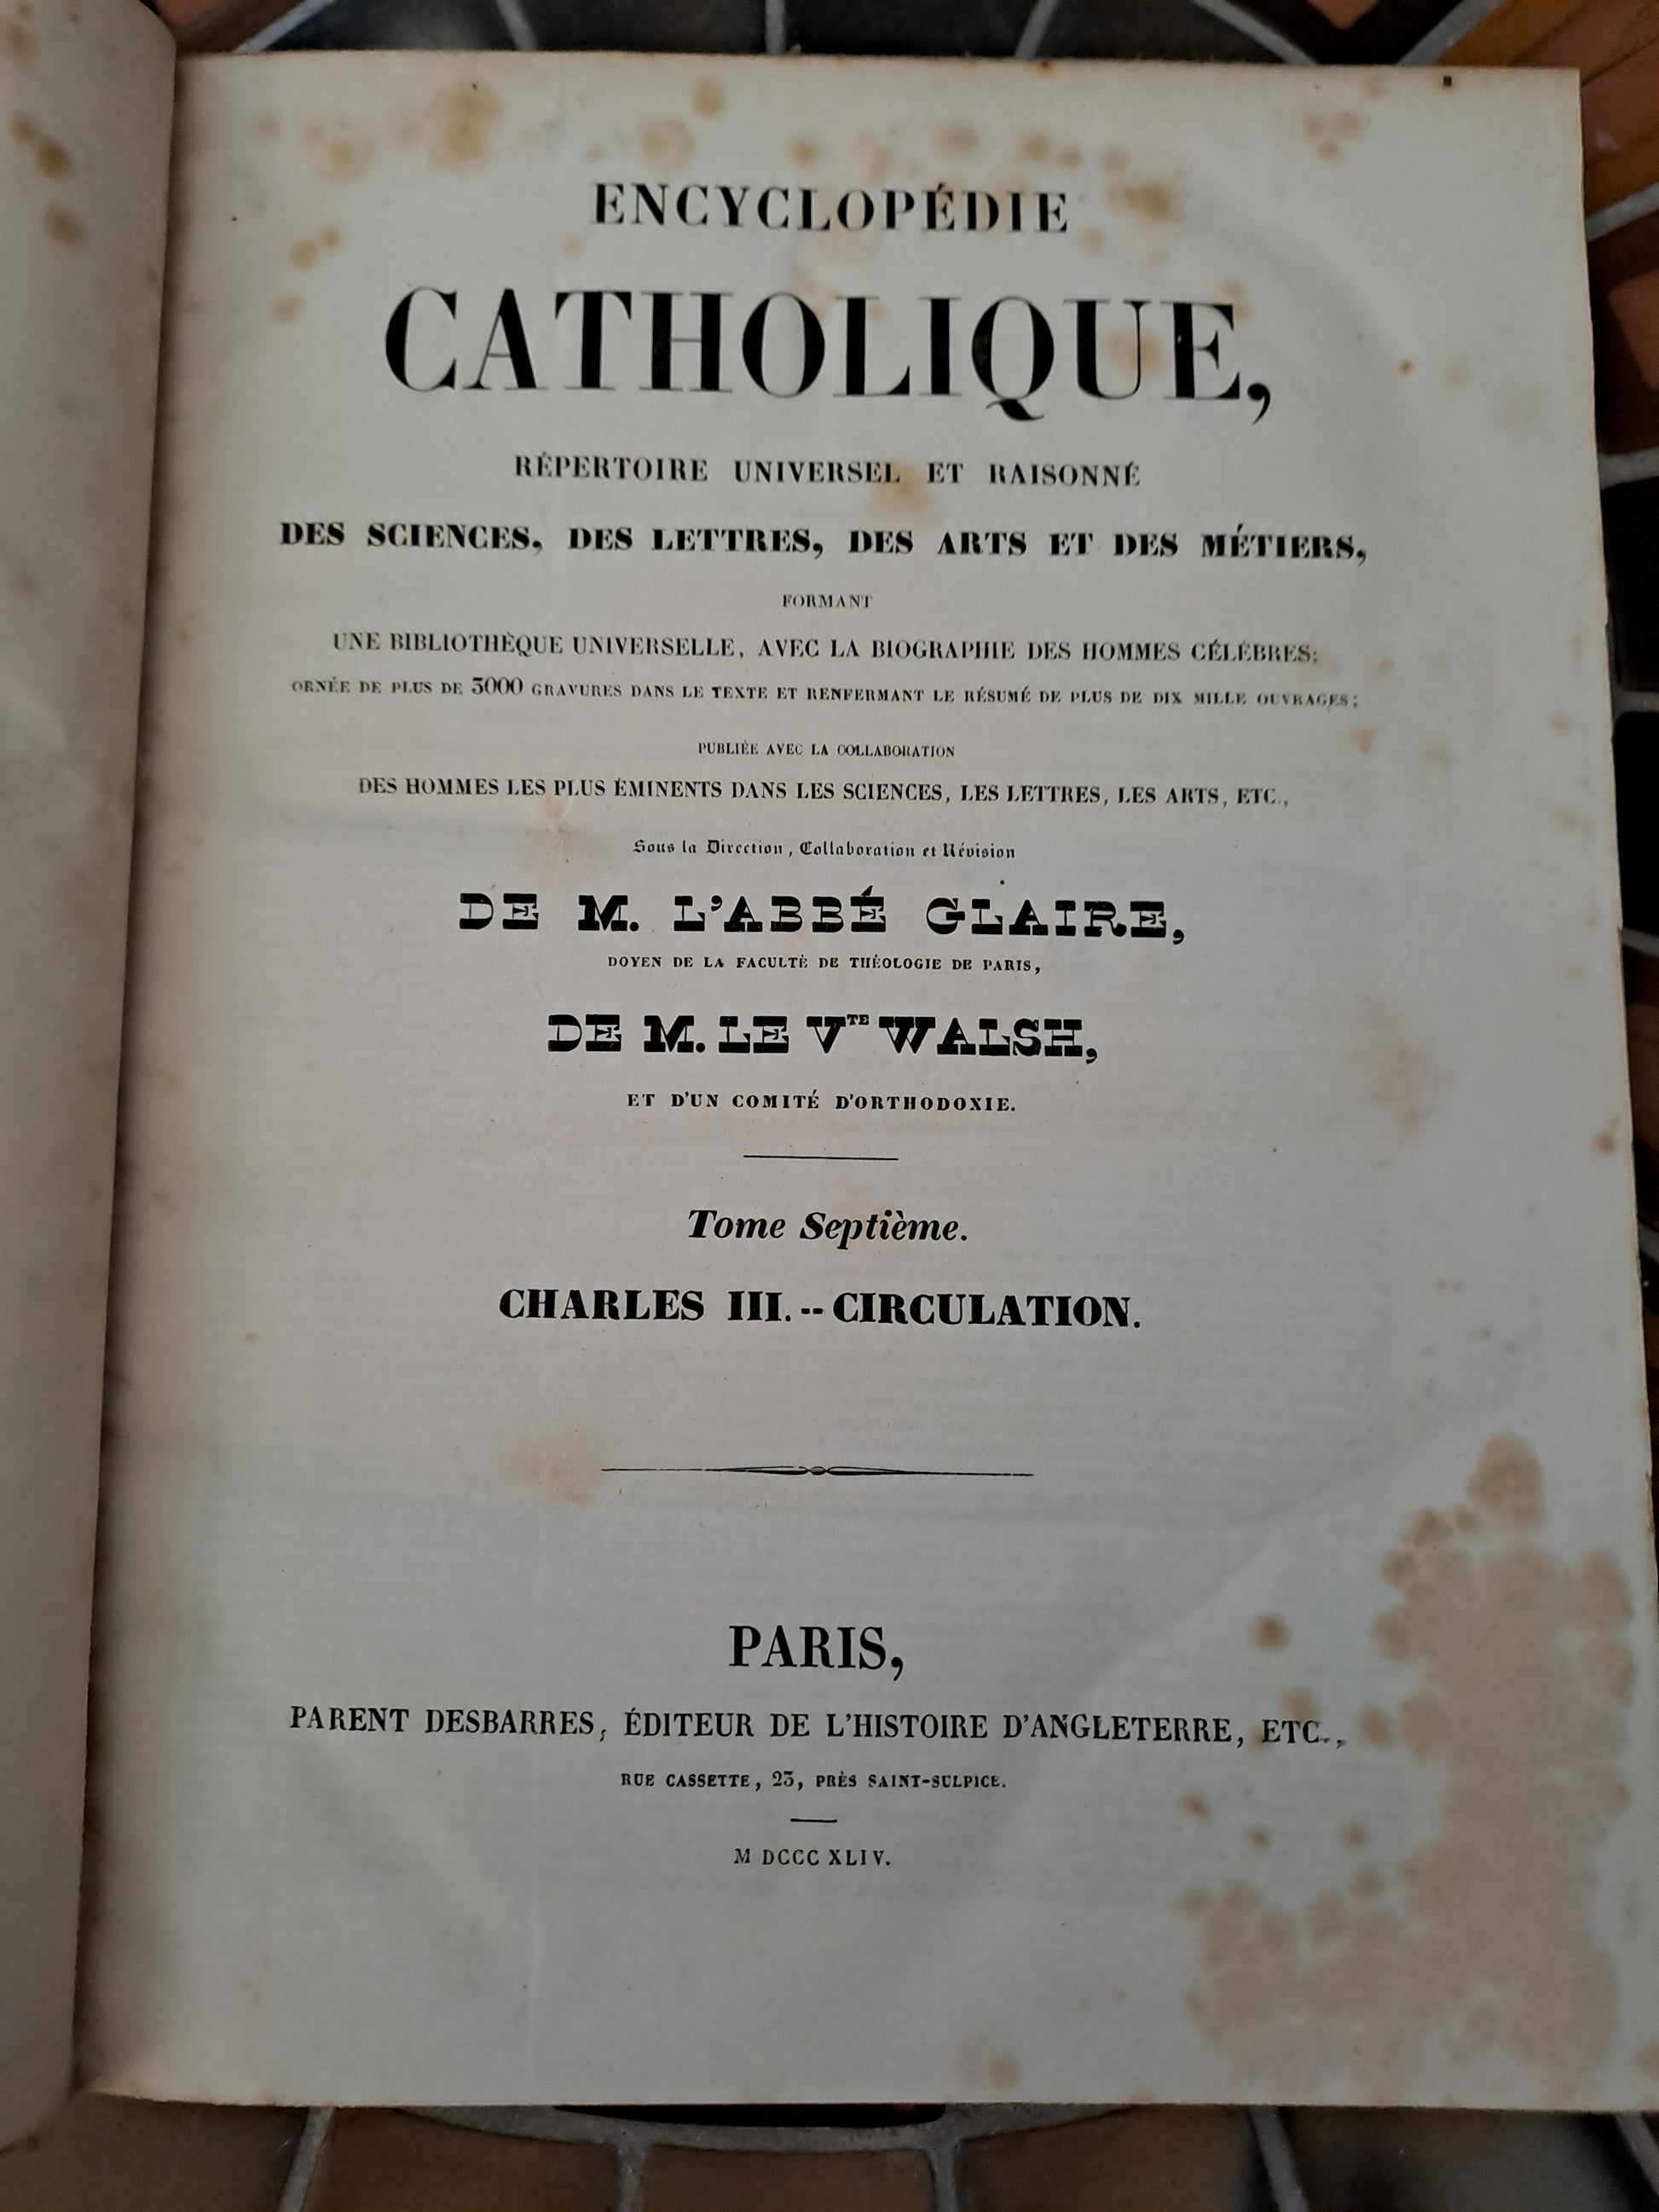 ENCYCLOPÉDIE
CATHOLIQUE,
RÉPERTOIRE UNIVERSEL ET RAISONNÉ
DES SCIENCES, DES LETTRES, DES ARTS ET DES MÉTIERS,
FORMANT
UNE BIBLIOTHÈQUE UNIVERSELLE, AVEC LA BIOGRAPHIE DES HOMMES CÉLÈBRES;
ORNÉE DE PLUS DE 3000 GRAVURES DANS LE TEXTE ET RENFERMANT LE RÉSUMÉ DE PLUS DE DIX MILLE OUVRAGES;
PUBLIÉE AVEC LA COLLABORATION
DES HOMMES LES PLUS ÉMINENTS DANS LES SCIENCES, LES LETTRES, LES ARTS, ETC.,
Sous la Direction, Collaboration et Révision
DE M. L'ABBÉ GLAIRE,
DOYEN DE LA FACULTÉ DE THÉOLOGIE DE PARIS,
DE M. LE VTE WALSH,
ET D'UN COMITÉ D'ORTHODOXIE.
Tome Septième.
CHARLES III. -- CIRCULATION.
PARIS,
PARENT DESBARRES, ÉDITEUR DE L'HISTOIRE D'ANGLETERRE, ETC.,
RUE CASSETTE, 23, PRÈS SAINT-SULPICE.
M DCCC XLIV.